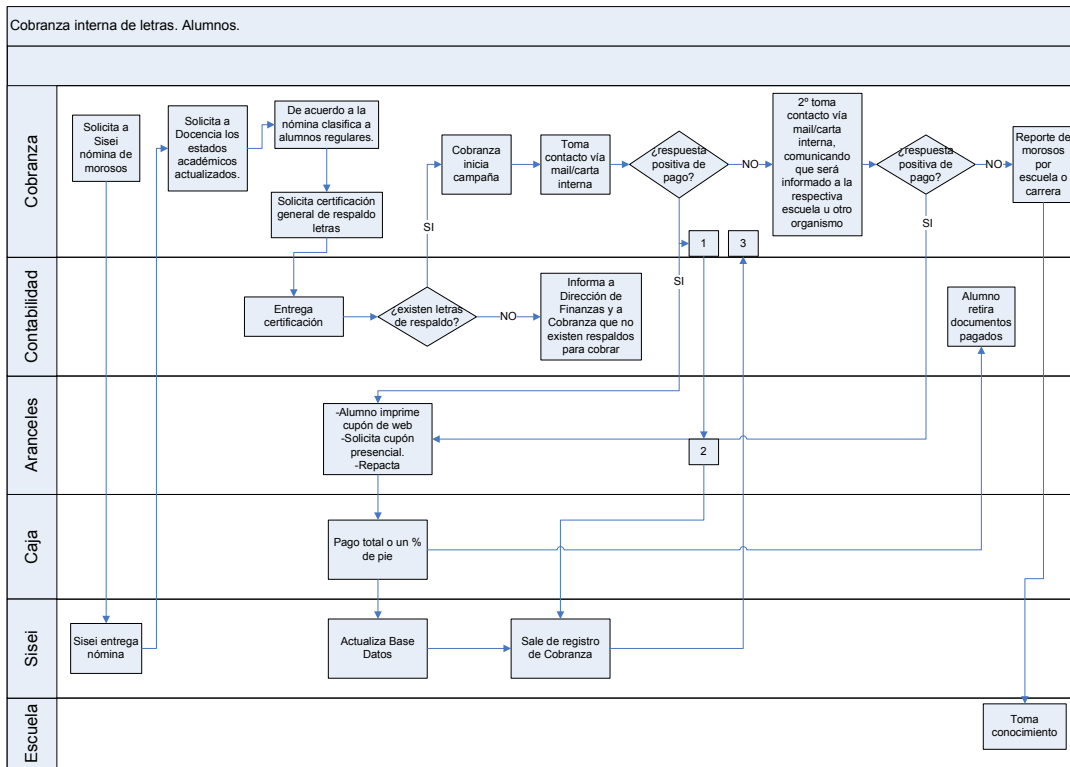 Cobranza interna de letras. Alumnos.
Cobranza
Solicita a
Sisei
nómina de
morosos
Solicita a
Docencia los
estados
académicos
actualizados.
De acuerdo a la
nómina clasifica a
alumnos regulares.
Solicita certificación
general de respaldo
letras
Cobranza
inicia
campaña
Toma
contacto vía
mail/carta
interna
¿respuesta
positiva de
pago?
NO
2º toma
contacto vía
mail/carta
interna,
comunicando
que será
informado a la
respectiva
escuela u otro
organismo
¿respuesta
positiva de
pago?
NO
Reporte de
morosos
por
escuela o
carrera
SI
SI
1
3
Contabilidad
Entrega
certificación
¿existen letras
de respaldo?
NO
Informa a
Dirección de
Finanzas y a
Cobranza que no
existen respaldos
para cobrar
SI
Alumno
retira
documentos
pagados
Aranceles
-Alumno imprime
cupón de web
-Solicita cupón
presencial.
-Repacta
2
Caja
Pago total o un %
de pie
Sisei
Sisei entrega
nómina
Actualiza Base
Datos
Sale de registro
de Cobranza
Escuela
Toma
conocimiento